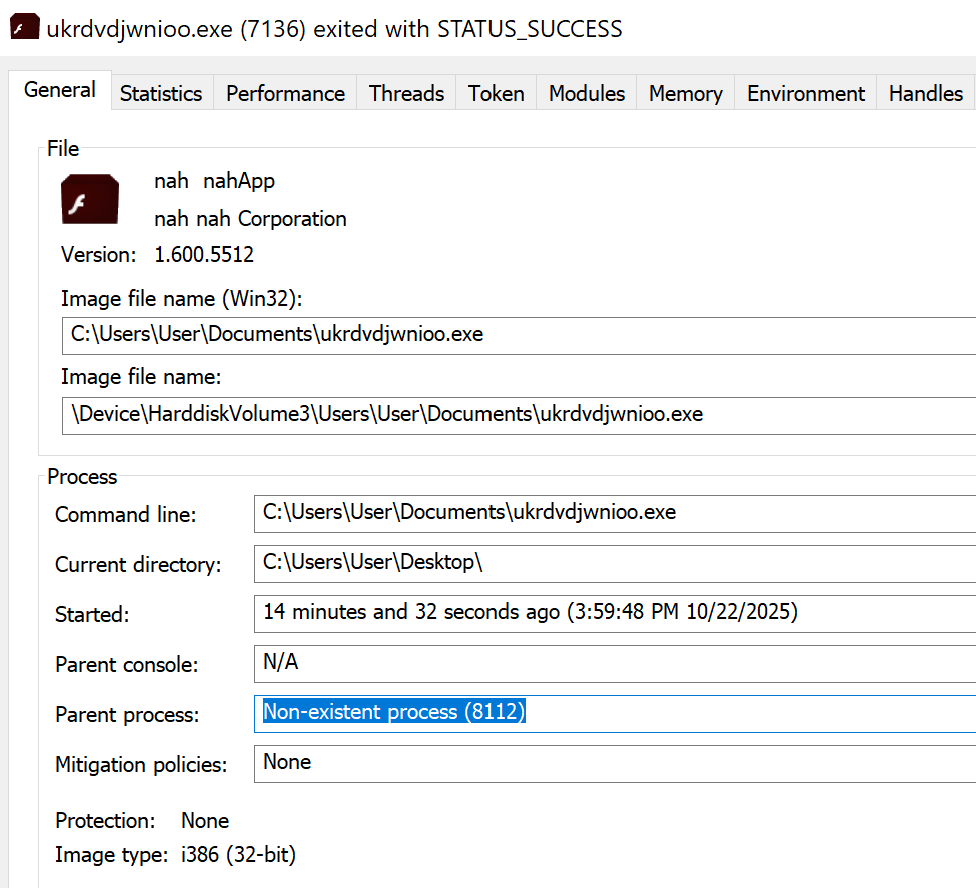 ukrdvdjwnioo.exe (7136) exited with STATUS_SUCCESS
General Statistics Performance Threads Token Modules Memory Environment Handles
File
nah nahApp
nah nah Corporation
Version: 1.600.5512
Image file name (Win32):
C:\Users\User\Documents\ukrdvdjwnioo.exe
Image file name:
\Device\HarddiskVolume3\Users\User\Documents\ukrdvdjwnioo.exe
Process
Command line: C:\Users\User\Documents\ukrdvdjwnioo.exe
Current directory: C:\Users\User\Desktop\
Started: 14 minutes and 32 seconds ago (3:59:48 PM 10/22/2025)
Parent console: N/A
Parent process: Non-existent process (8112)
Mitigation policies: None
Protection: None
Image type: i386 (32-bit)